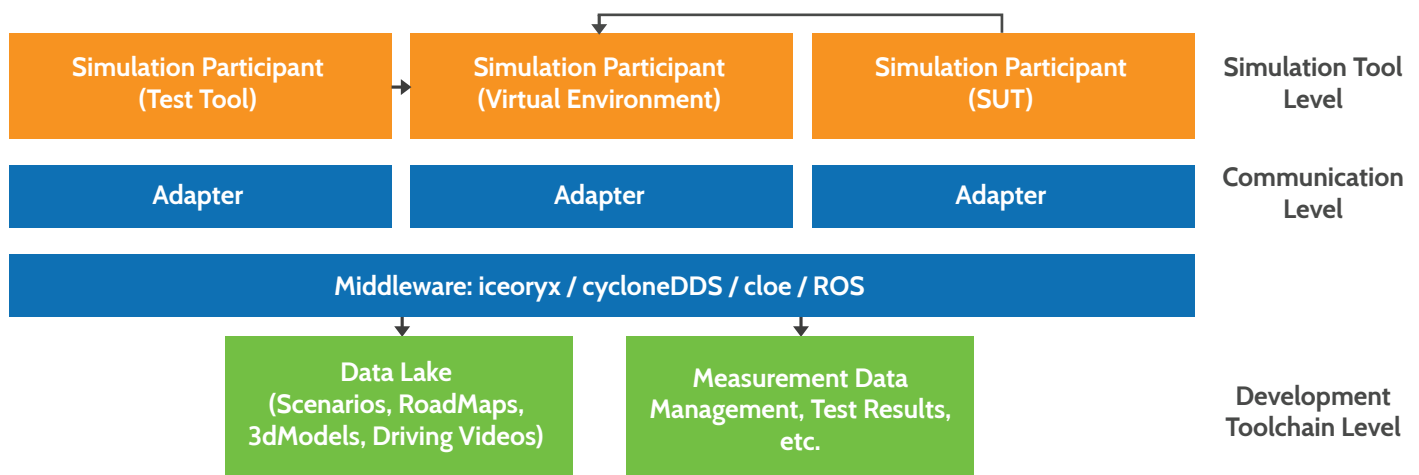 Simulation Participant
(Test Tool)
Simulation Participant
(Virtual Environment)
Simulation Participant
(SUT)
Simulation Tool
Level
Adapter
Adapter
Adapter
Communication
Level
Middleware: iceoryx / cycloneDDS / cloe / ROS
Data Lake
(Scenarios, RoadMaps,
3dModels, Driving Videos)
Measurement Data
Management, Test Results,
etc.
Development
Toolchain Level